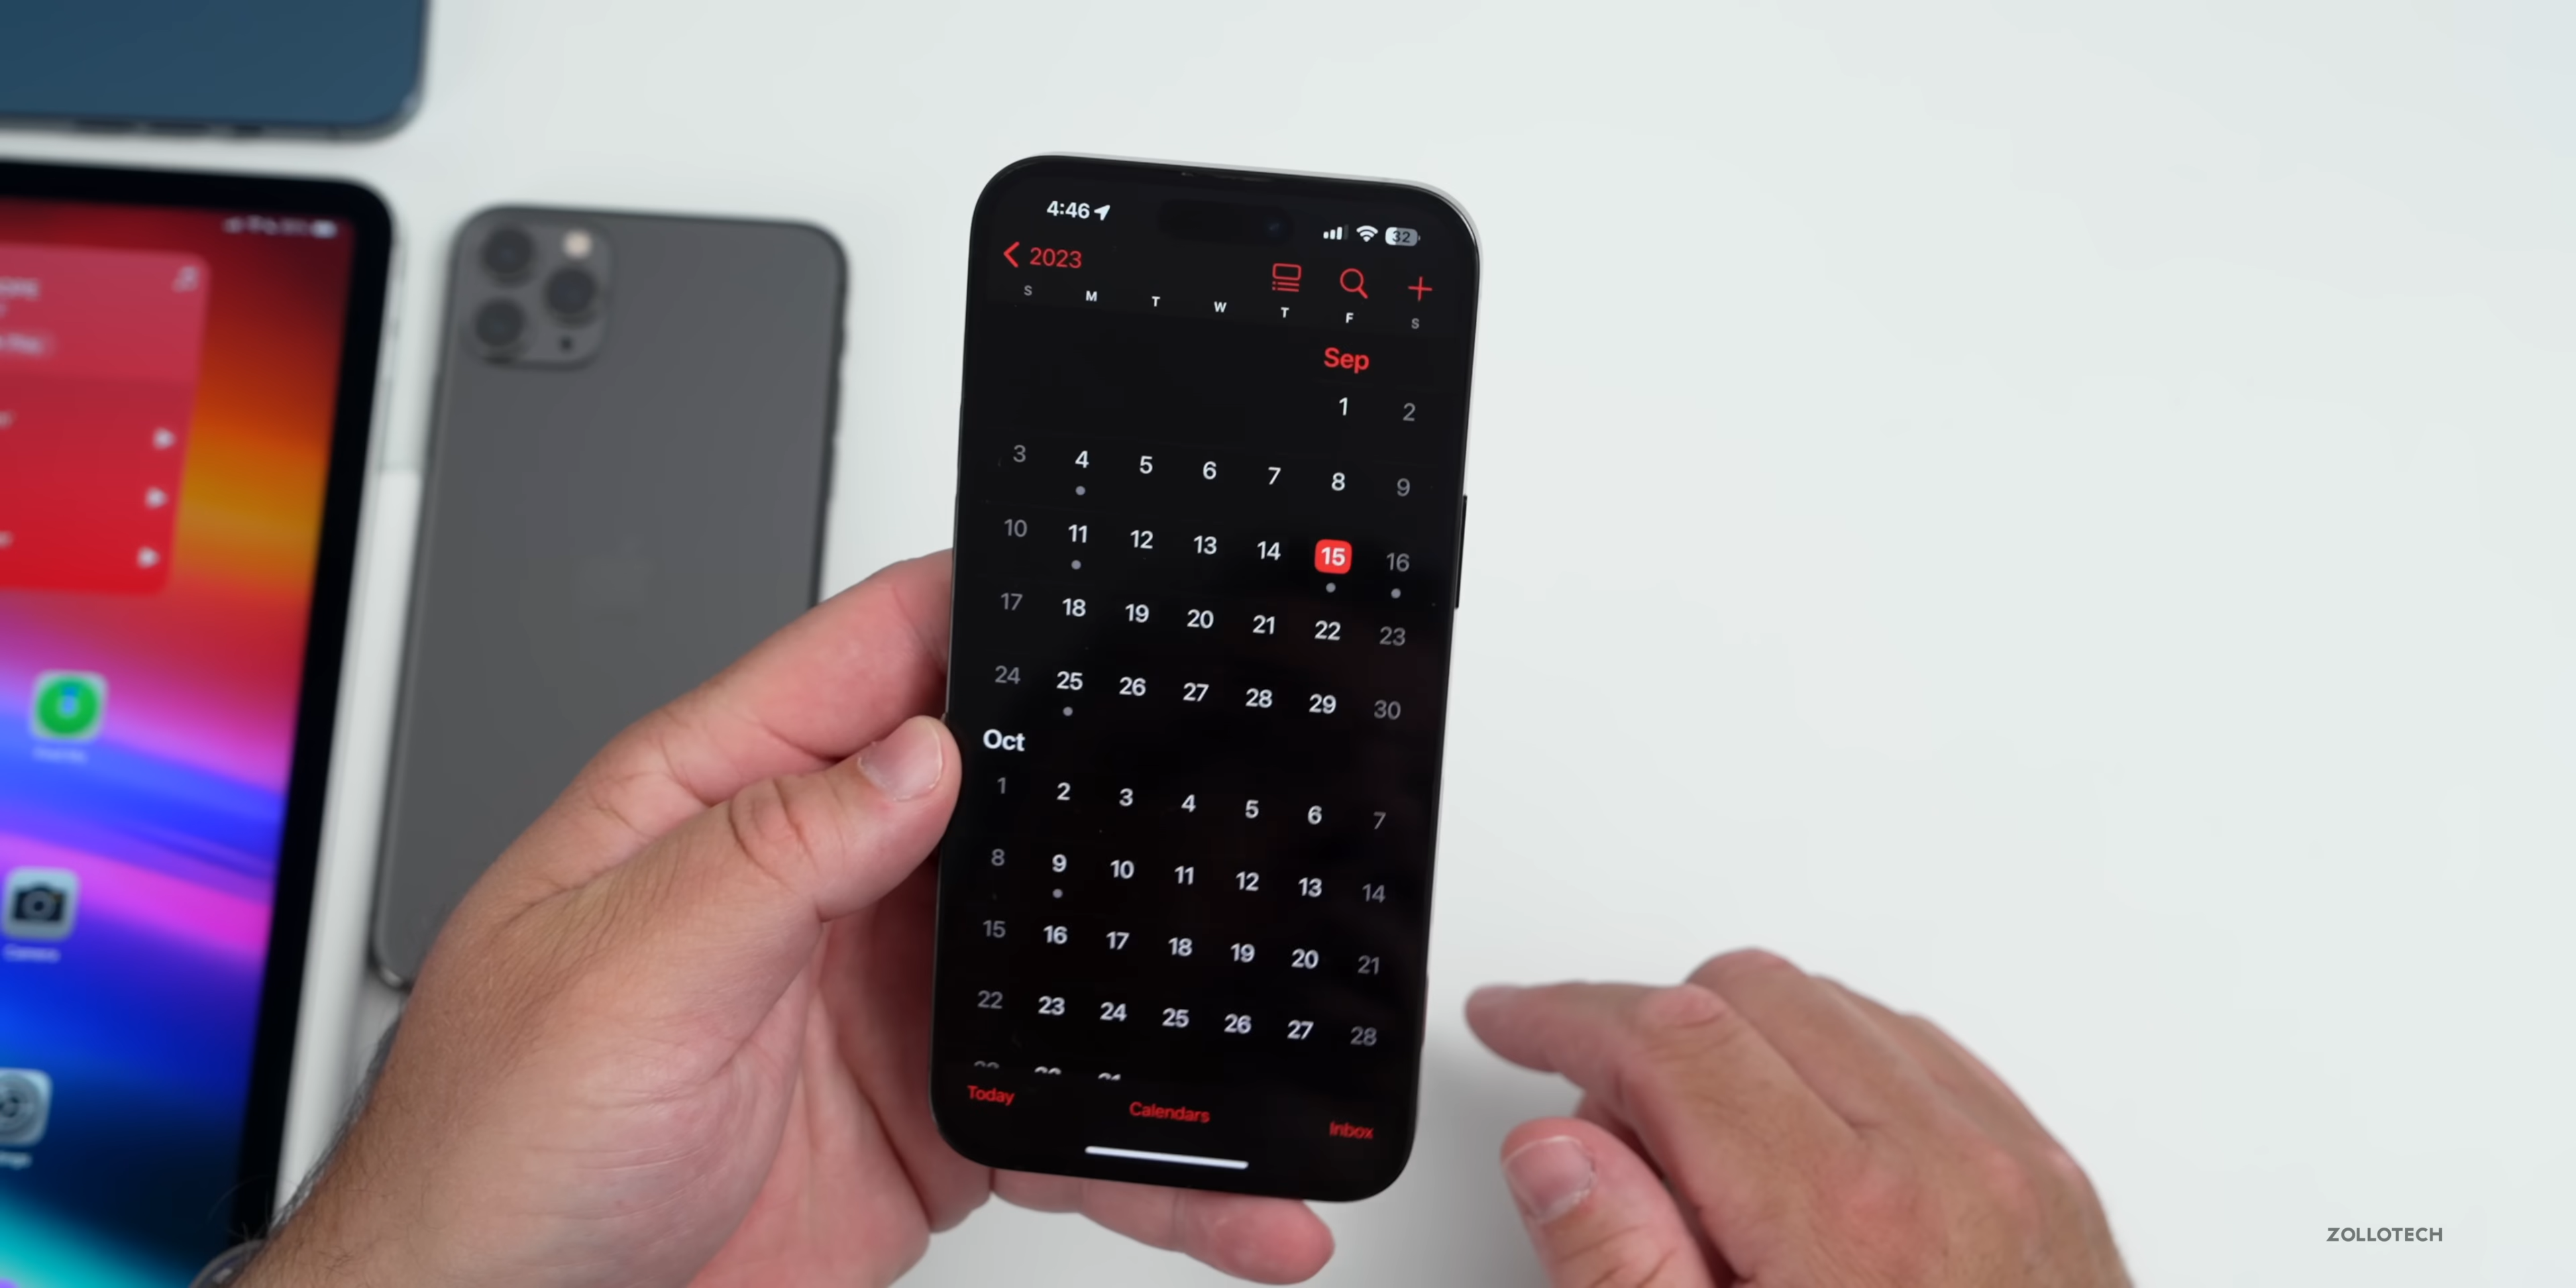 4:46
32
2023
S M T W T F S
Sep
1 2
3 4 5 6 7 8 9
10 11 12 13 14 15 16
17 18 19 20 21 22 23
24 25 26 27 28 29 30
Oct
1 2 3 4 5 6 7
8 9 10 11 12 13 14
15 16 17 18 19 20 21
22 23 24 25 26 27 28
Today Calendars Inbox
Camera
ZOLLOTECH